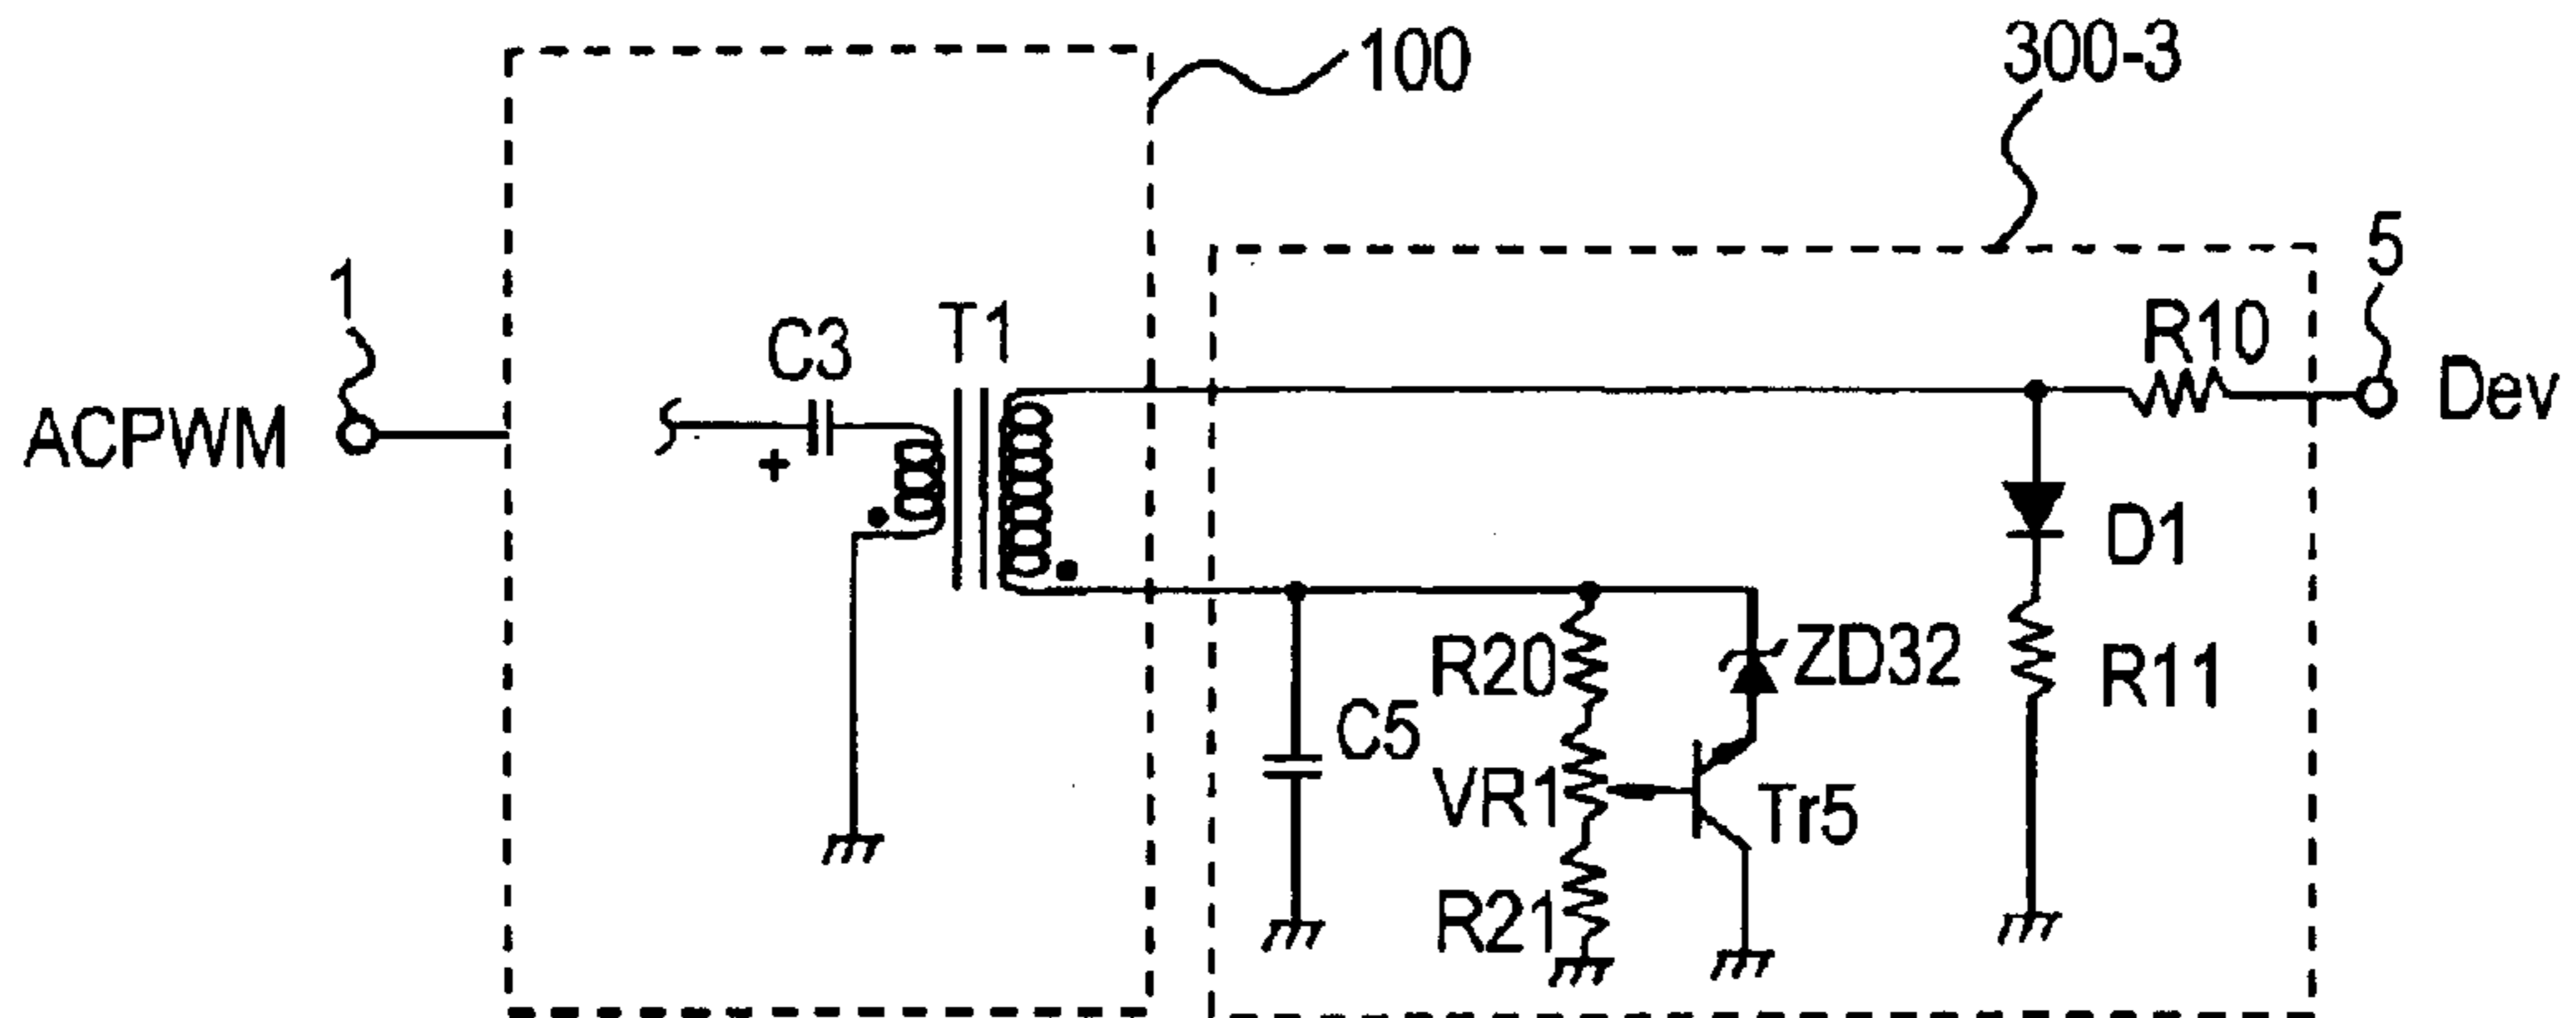 100
300-3
1
5
C3
T1
R10
ACPWM
Dev
+
D1
R20
ZD32
R11
C5
VR1
Tr5
R21